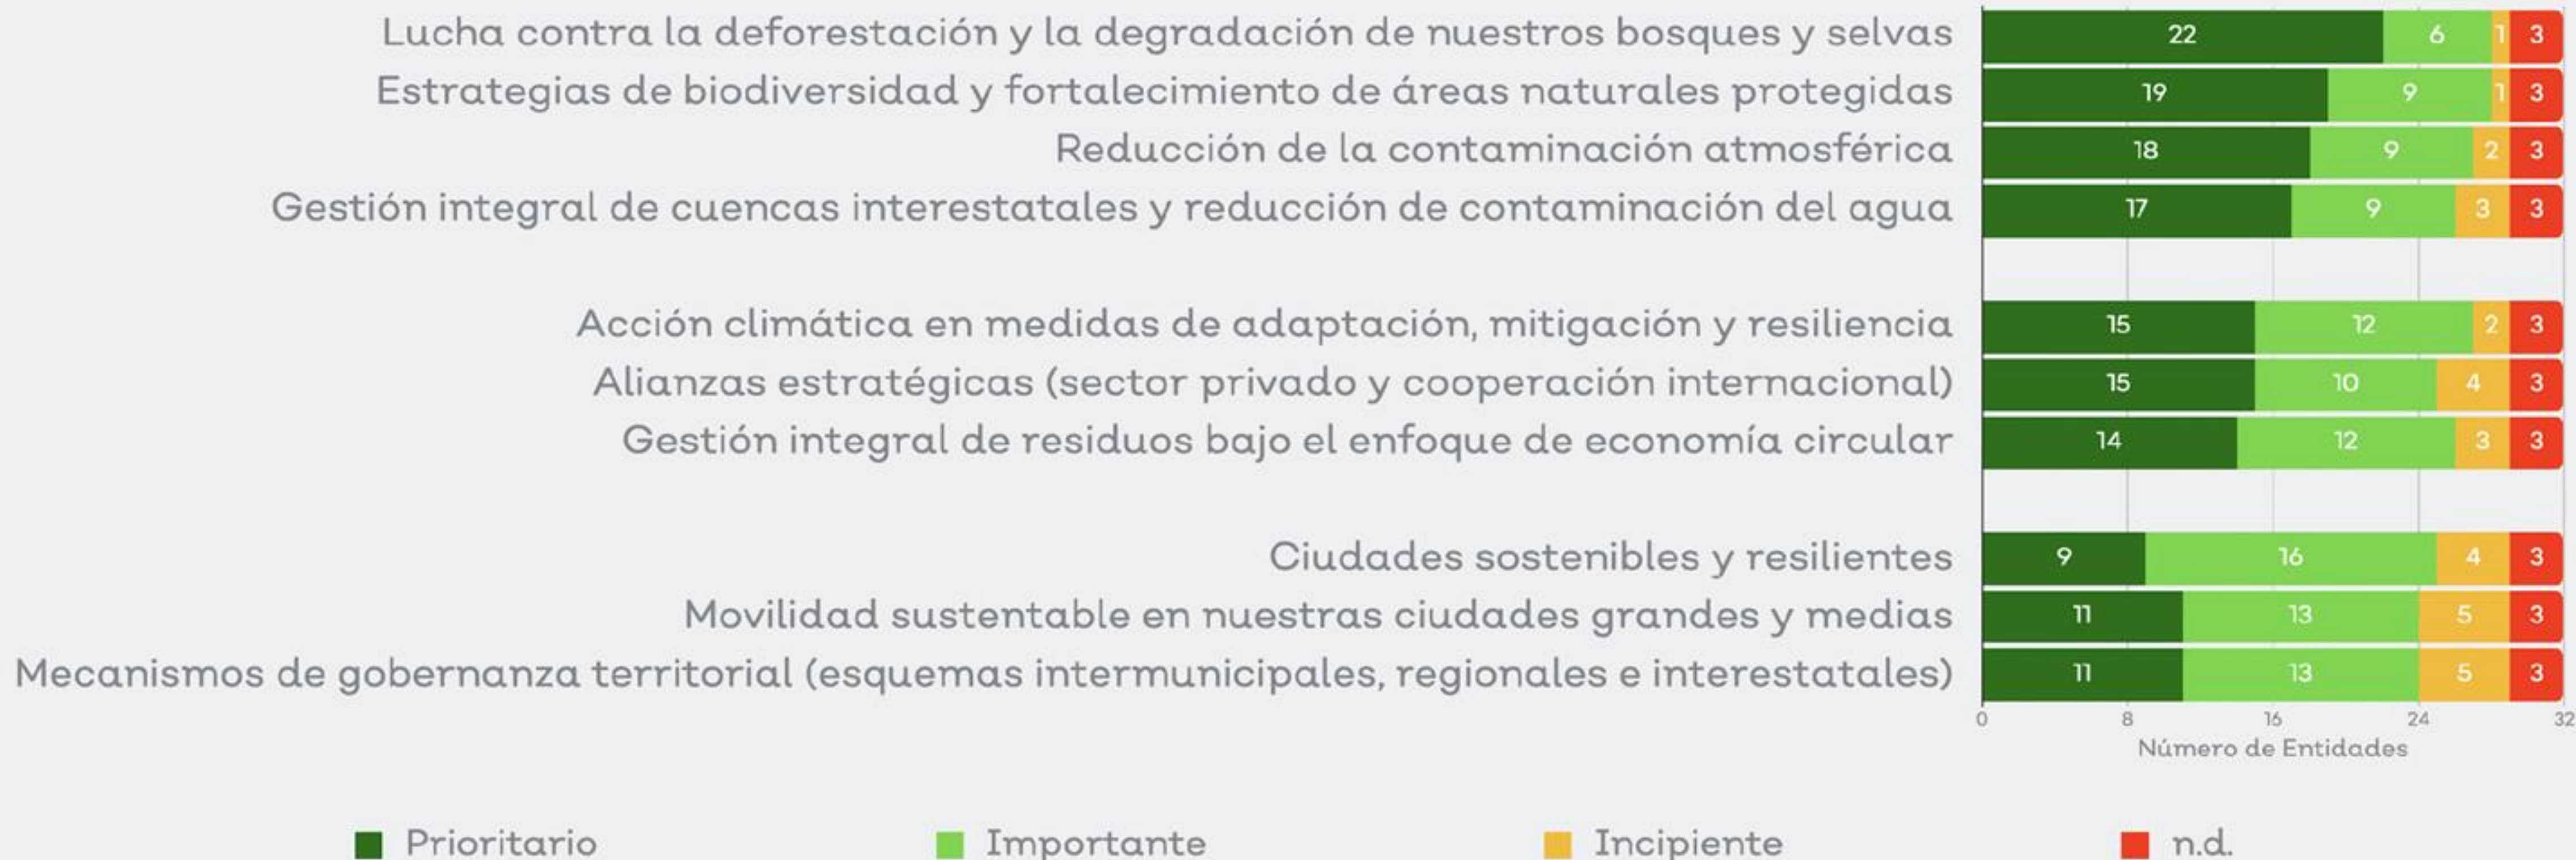 Lucha contra la deforestación y la degradación de nuestros bosques y selvas 22 6 1 3
Estrategias de biodiversidad y fortalecimiento de áreas naturales protegidas 19 9 1 3
Reducción de la contaminación atmosférica 18 9 2 3
Gestión integral de cuencas interestatales y reducción de contaminación del agua 17 9 3 3
Acción climática en medidas de adaptación, mitigación y resiliencia 15 12 2 3
Alianzas estratégicas (sector privado y cooperación internacional) 15 10 4 3
Gestión integral de residuos bajo el enfoque de economía circular 14 12 3 3
Ciudades sostenibles y resilientes 9 16 4 3
Movilidad sustentable en nuestras ciudades grandes y medias 11 13 5 3
Mecanismos de gobernanza territorial (esquemas intermunicipales, regionales e interestatales) 11 13 5 3
0 8 16 24 32
Número de Entidades
Prioritario Importante Incipiente n.d.